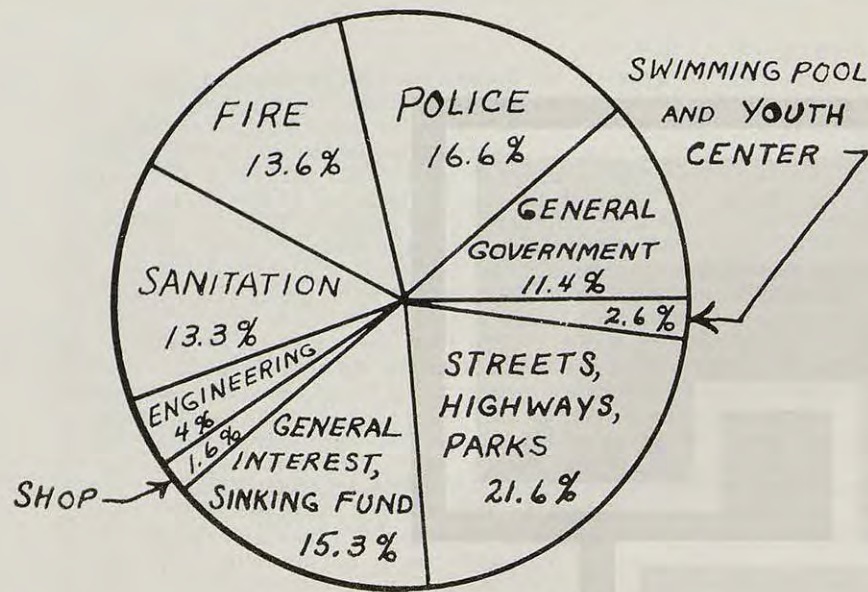 FIRE
13.6%
POLICE
16.6%
SWIMMING POOL
AND YOUTH
CENTER
GENERAL
GOVERNMENT
11.4%
2.6%
SANITATION
13.3%
ENGINEERING
4%
1.6%
SHOP
GENERAL
INTEREST,
SINKING FUND
15.3%
STREETS,
HIGHWAYS,
PARKS
21.6%